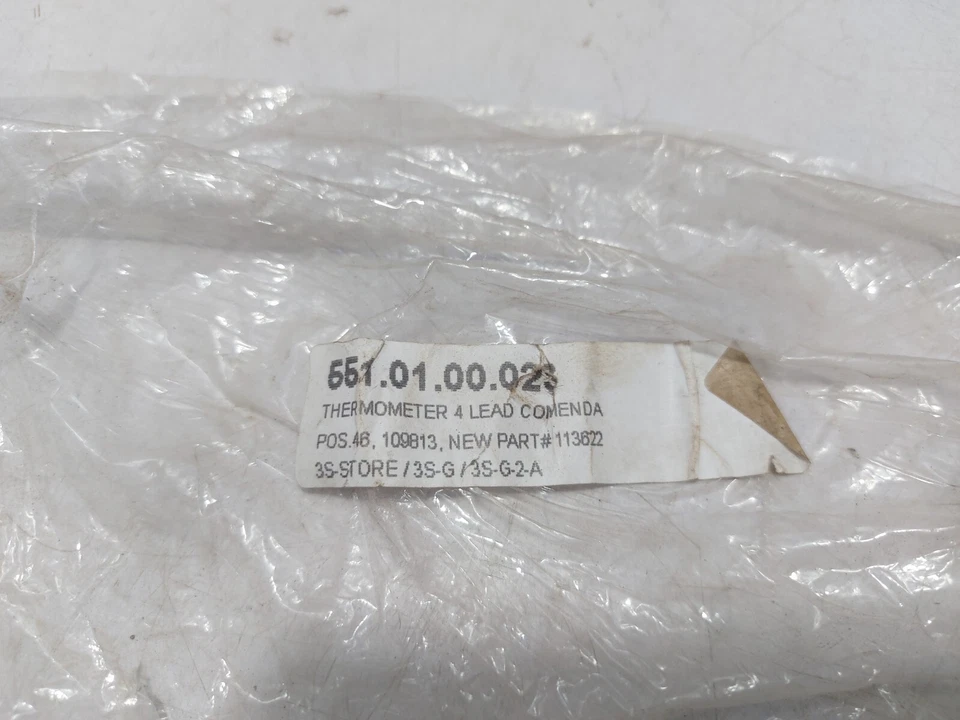 551.01.00.023
THERMOMETER 4 LEAD COMENDA
POS.46, 109813, NEW PART# 113622
3S-STORE / 3S-G / 3S-G-2-A